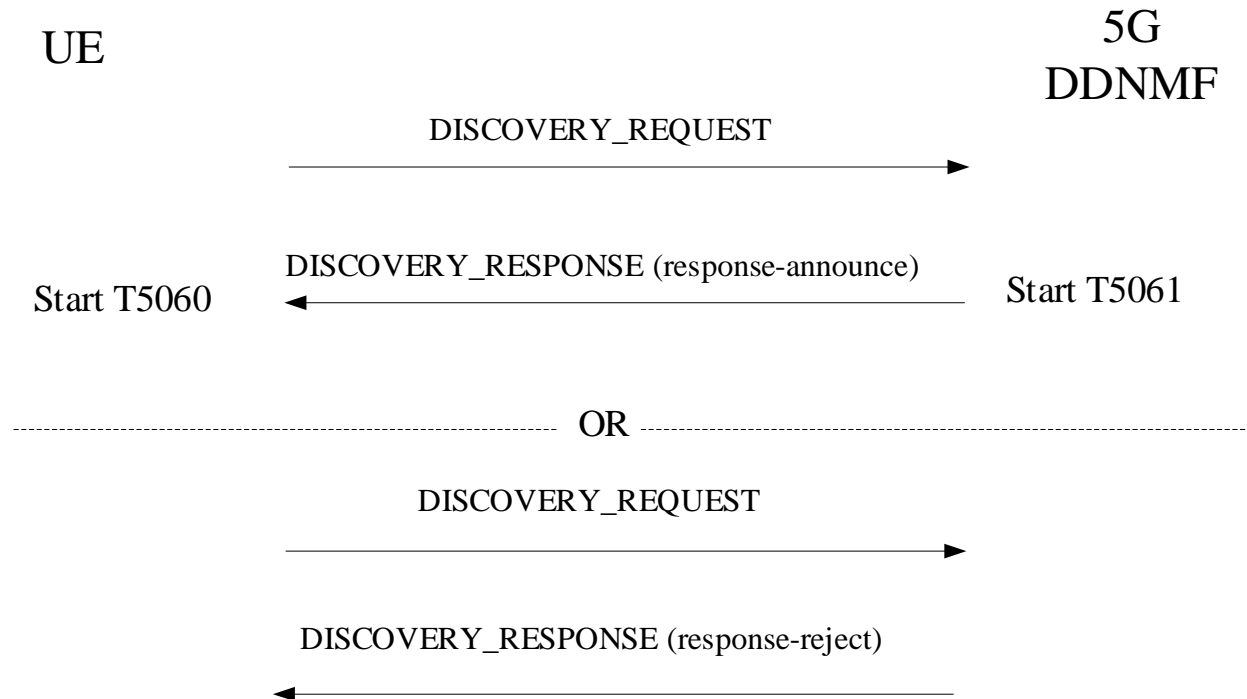 UE
5G
DDNMF
DISCOVERY_REQUEST
DISCOVERY_RESPONSE (response-announce)
Start T5060
Start T5061
OR
DISCOVERY_REQUEST
DISCOVERY_RESPONSE (response-reject)